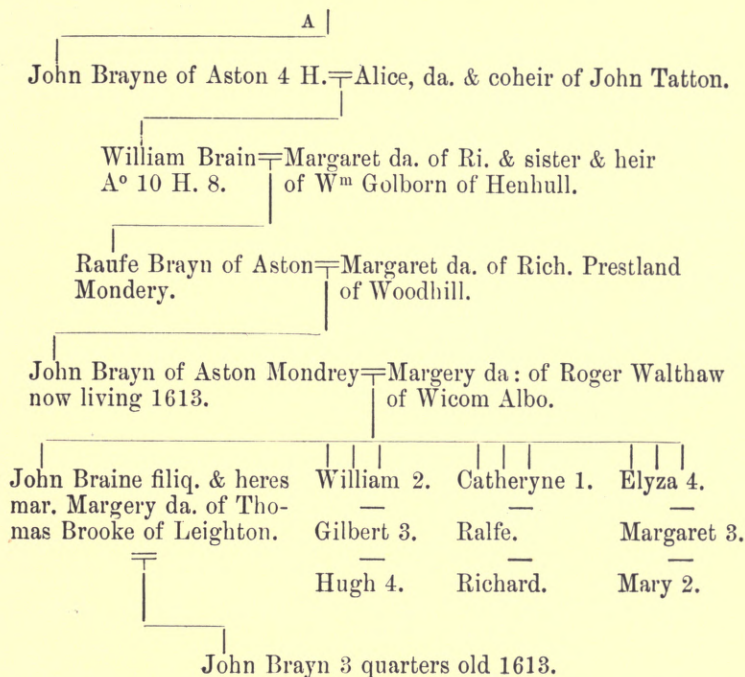 A
John Brayne of Aston 4 H. Alice, da. & coheir of John Tatton.
William Brain Margaret da. of Ri. & sister & heir
Aº 10 H. 8. of Wᵐ Golborn of Henhull.
Raufe Brayn of Aston Margaret da. of Rich. Prestland
Mondery. of Woodhill.
John Brayn of Aston Mondrey Margery da: of Roger Walthaw
now living 1613. of Wicom Albo.
John Braine filiq. & heres William 2. Catheryne 1. Elyza 4.
mar. Margery da. of Tho-
mas Brooke of Leighton. Gilbert 3. Ralfe. Margaret 3.
Hugh 4. Richard. Mary 2.
John Brayn 3 quarters old 1613.